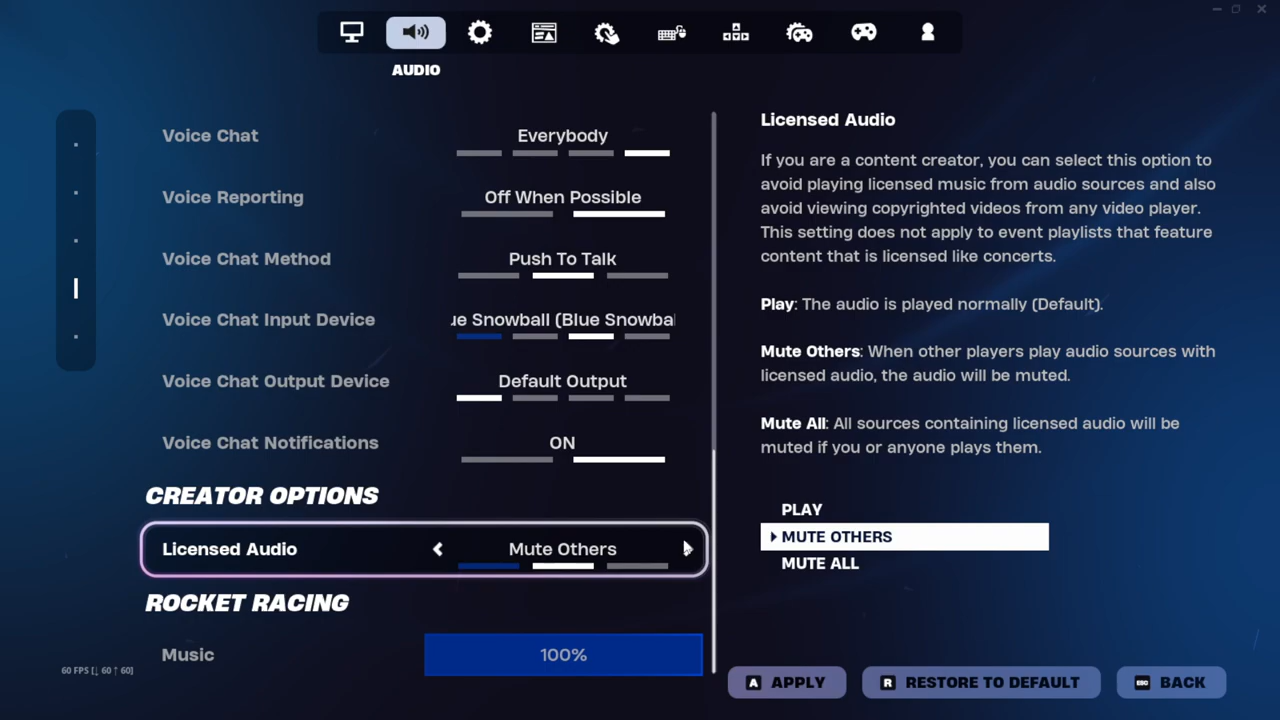 AUDIO
Voice Chat
Everybody
Voice Reporting
Off When Possible
Voice Chat Method
Push To Talk
Voice Chat Input Device
ue Snowball (Blue Snowbal
Voice Chat Output Device
Default Output
Voice Chat Notifications
ON
CREATOR OPTIONS
Licensed Audio
Mute Others
ROCKET RACING
Music
100%
60 FPS [↓ 60 ↑ 60]
Licensed Audio
If you are a content creator, you can select this option to
avoid playing licensed music from audio sources and also
avoid viewing copyrighted videos from any video player.
This setting does not apply to event playlists that feature
content that is licensed like concerts.
Play: The audio is played normally (Default).
Mute Others: When other players play audio sources with
licensed audio, the audio will be muted.
Mute All: All sources containing licensed audio will be
muted if you or anyone plays them.
PLAY
MUTE OTHERS
MUTE ALL
A APPLY
R RESTORE TO DEFAULT
ESC BACK